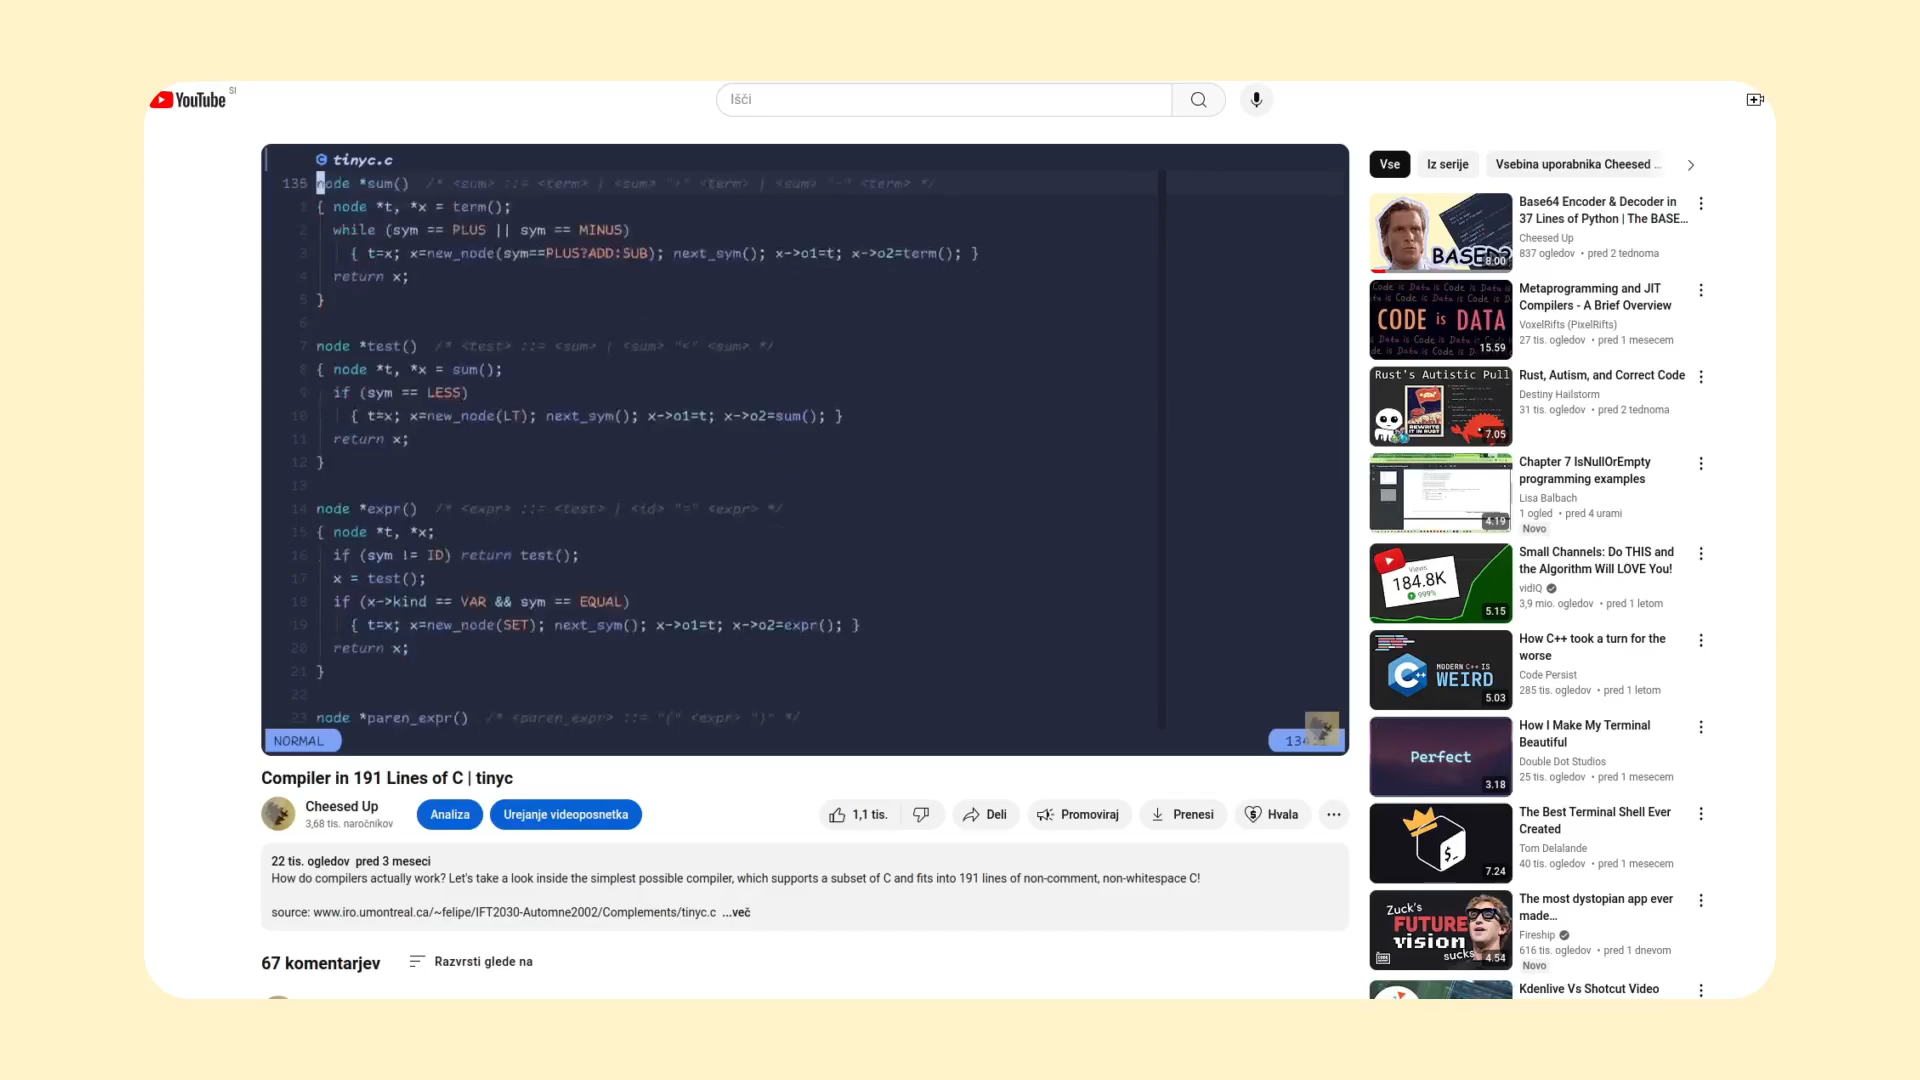 YouTube SI
Išči
tinyc.c
135 node *sum() /* <sum> ::= <term> | <sum> "+" <term> | <sum> "-" <term> */
1 { node *t, *x = term();
2 while (sym == PLUS || sym == MINUS)
3 { t=x; x=new_node(sym==PLUS?ADD:SUB); next_sym(); x->o1=t; x->o2=term(); }
4 return x;
5 }
6
7 node *test() /* <test> ::= <sum> | <sum> "<" <sum> */
8 { node *t, *x = sum();
9 if (sym == LESS)
10 { t=x; x=new_node(LT); next_sym(); x->o1=t; x->o2=sum(); }
11 return x;
12 }
13
14 node *expr() /* <expr> ::= <test> | <id> "=" <expr> */
15 { node *t, *x;
16 if (sym != ID) return test();
17 x = test();
18 if (x->kind == VAR && sym == EQUAL)
19 { t=x; x=new_node(SET); next_sym(); x->o1=t; x->o2=expr(); }
20 return x;
21 }
22
23 node *paren_expr() /* <paren_expr> ::= "(" <expr> ")" */
NORMAL
Compiler in 191 Lines of C | tinyc
Cheesed Up
3,68 tis. naročnikov
Analiza
Urejanje videoposnetka
1,1 tis.
Deli
Promoviraj
Prenesi
Hvala
22 tis. ogledov pred 3 meseci
How do compilers actually work? Let's take a look inside the simplest possible compiler, which supports a subset of C and fits into 191 lines of non-comment, non-whitespace C!
source: www.iro.umontreal.ca/~felipe/IFT2030-Automne2002/Complements/tinyc.c ...več
67 komentarjev
Razvrsti glede na
Vse
Iz serije
Vsebina uporabnika Cheesed ...
BASED?
8.00
Base64 Encoder & Decoder in
37 Lines of Python | The BASE...
Cheesed Up
837 ogledov • pred 2 tednoma
CODE is DATA
15.59
Metaprogramming and JIT
Compilers - A Brief Overview
VoxelRifts (PixelRifts)
27 tis. ogledov • pred 1 mesecem
Rust's Autistic Pull
REWRITE
IT IN RUST
7.05
Rust, Autism, and Correct Code
Destiny Hailstorm
31 tis. ogledov • pred 2 tednoma
4.19
Chapter 7 IsNullOrEmpty
programming examples
Lisa Balbach
1 ogled • pred 4 urami
Novo
Views
184.8K
999%
5.15
Small Channels: Do THIS and
the Algorithm Will LOVE You!
vidIQ
3,9 mio. ogledov • pred 1 letom
C++
MODERN C++ IS
WEIRD
5.03
How C++ took a turn for the
worse
Code Persist
285 tis. ogledov • pred 1 letom
Perfect
3.18
How I Make My Terminal
Beautiful
Double Dot Studios
25 tis. ogledov • pred 1 mesecem
$_
7.24
The Best Terminal Shell Ever
Created
Tom Delalande
40 tis. ogledov • pred 1 mesecem
Zuck's
FUTURE
vision
sucks
4.54
The most dystopian app ever
made...
Fireship
616 tis. ogledov • pred 1 dnevom
Novo
Kdenlive Vs Shotcut Video